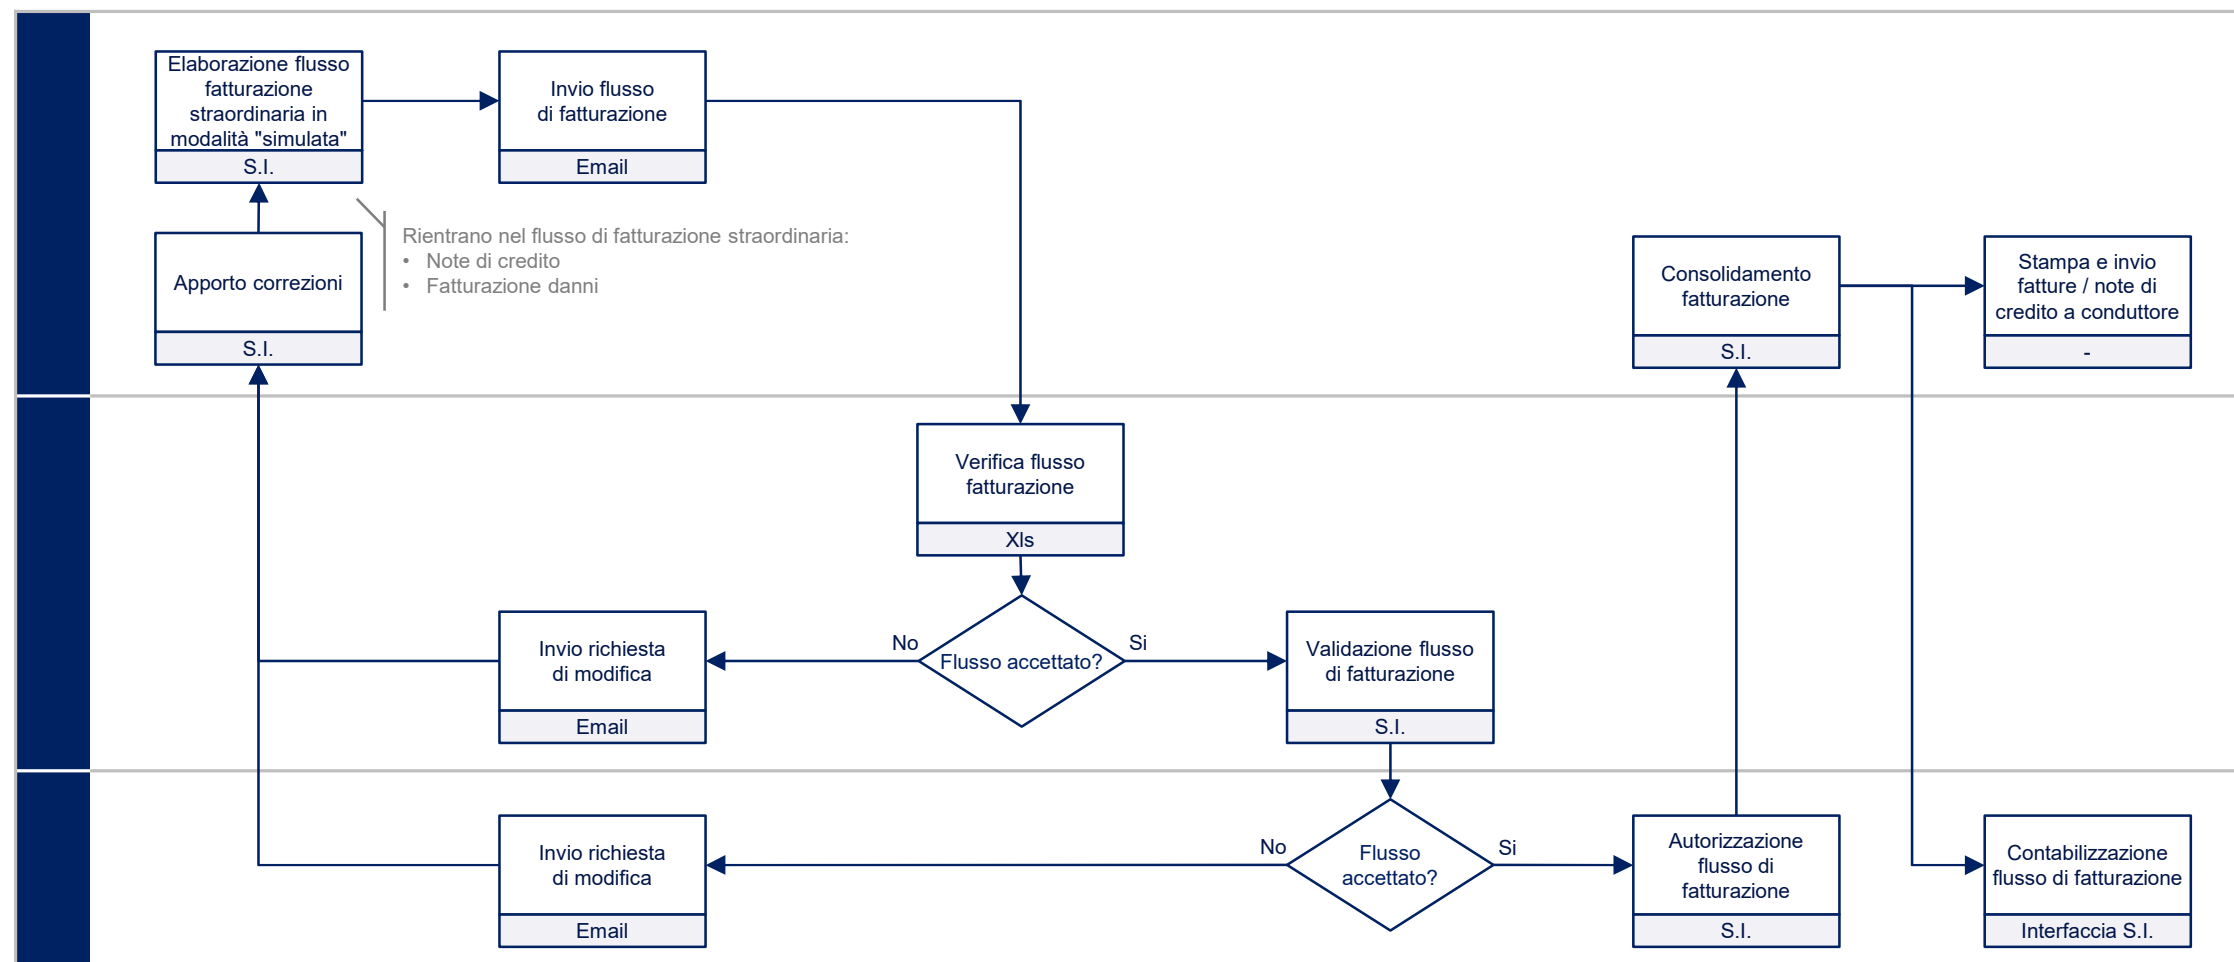 Elaborazione flusso
fatturazione
straordinaria in
modalità "simulata"
S.I.
Invio flusso
di fatturazione
Email
Apporto correzioni
S.I.
Rientrano nel flusso di fatturazione straordinaria:
• Note di credito
• Fatturazione danni
Consolidamento
fatturazione
S.I.
Stampa e invio
fatture / note di
credito a conduttore
-
Verifica flusso
fatturazione
Xls
Invio richiesta
di modifica
Email
No
Flusso accettato?
Si
Validazione flusso
di fatturazione
S.I.
Invio richiesta
di modifica
Email
No
Flusso
accettato?
Si
Autorizzazione
flusso di
fatturazione
S.I.
Contabilizzazione
flusso di fatturazione
Interfaccia S.I.